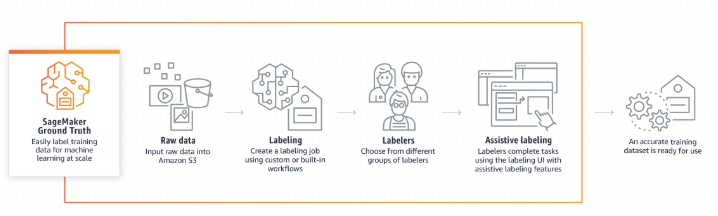 SageMaker
Ground Truth
Easily label training
data for machine
learning at scale
Raw data
Input raw data into
Amazon S3
Labeling
Create a labeling job
using custom or built-in
workflows
Labelers
Choose from different
groups of labelers
Assistive labeling
Labelers complete tasks
using the labeling UI with
assistive labeling features
An accurate training
dataset is ready for use